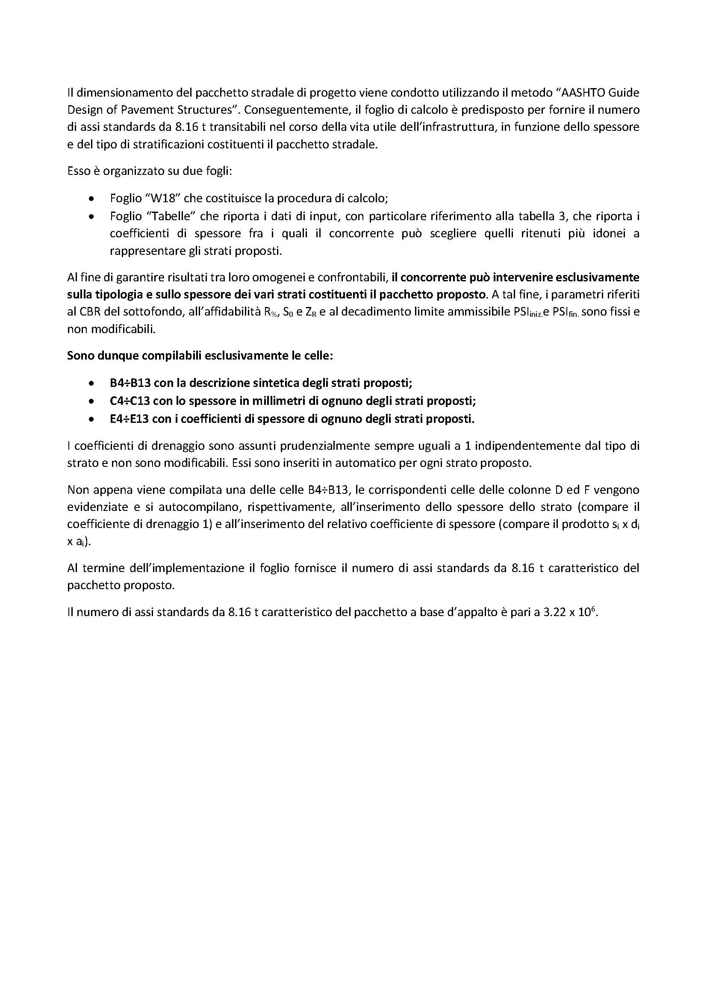 Il dimensionamento del pacchetto stradale di progetto viene condotto utilizzando il metodo “AASHTO Guide
Design of Pavement Structures”. Conseguentemente, il foglio di calcolo è predisposto per fornire il numero
di assi standards da 8.16 t transitabili nel corso della vita utile dell’infrastruttura, in funzione dello spessore
e del tipo di stratificazioni costituenti il pacchetto stradale.
Esso è organizzato su due fogli:
• Foglio “W18” che costituisce la procedura di calcolo;
• Foglio “Tabelle” che riporta i dati di input, con particolare riferimento alla tabella 3, che riporta i
coefficienti di spessore fra i quali il concorrente può scegliere quelli ritenuti più idonei a
rappresentare gli strati proposti.
Al fine di garantire risultati tra loro omogenei e confrontabili, il concorrente può intervenire esclusivamente
sulla tipologia e sullo spessore dei vari strati costituenti il pacchetto proposto. A tal fine, i parametri riferiti
al CBR del sottofondo, all’affidabilità R%, S0 e ZR e al decadimento limite ammissibile PSIiniz.e PSIfin. sono fissi e
non modificabili.
Sono dunque compilabili esclusivamente le celle:
• B4÷B13 con la descrizione sintetica degli strati proposti;
• C4÷C13 con lo spessore in millimetri di ognuno degli strati proposti;
• E4÷E13 con i coefficienti di spessore di ognuno degli strati proposti.
I coefficienti di drenaggio sono assunti prudenzialmente sempre uguali a 1 indipendentemente dal tipo di
strato e non sono modificabili. Essi sono inseriti in automatico per ogni strato proposto.
Non appena viene compilata una delle celle B4÷B13, le corrispondenti celle delle colonne D ed F vengono
evidenziate e si autocompilano, rispettivamente, all’inserimento dello spessore dello strato (compare il
coefficiente di drenaggio 1) e all’inserimento del relativo coefficiente di spessore (compare il prodotto si x di
x ai).
Al termine dell’implementazione il foglio fornisce il numero di assi standards da 8.16 t caratteristico del
pacchetto proposto.
Il numero di assi standards da 8.16 t caratteristico del pacchetto a base d’appalto è pari a 3.22 x 10⁶.